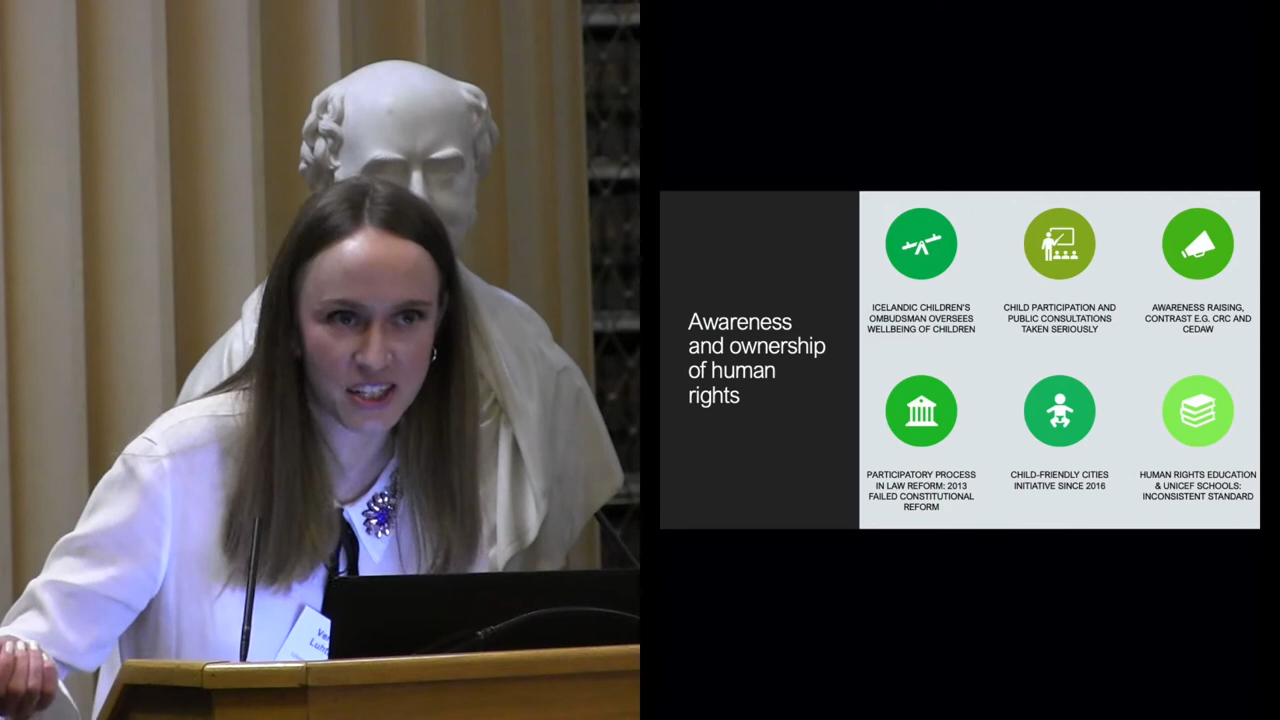 Awareness
and ownership
of human
rights
ICELANDIC CHILDREN'S
OMBUDSMAN OVERSEES
WELLBEING OF CHILDREN
CHILD PARTICIPATION AND
PUBLIC CONSULTATIONS
TAKEN SERIOUSLY
AWARENESS RAISING,
CONTRAST E.G. CRC AND
CEDAW
PARTICIPATORY PROCESS
IN LAW REFORM: 2013
FAILED CONSTITUTIONAL
REFORM
CHILD-FRIENDLY CITIES
INITIATIVE SINCE 2016
HUMAN RIGHTS EDUCATION
& UNICEF SCHOOLS:
INCONSISTENT STANDARD